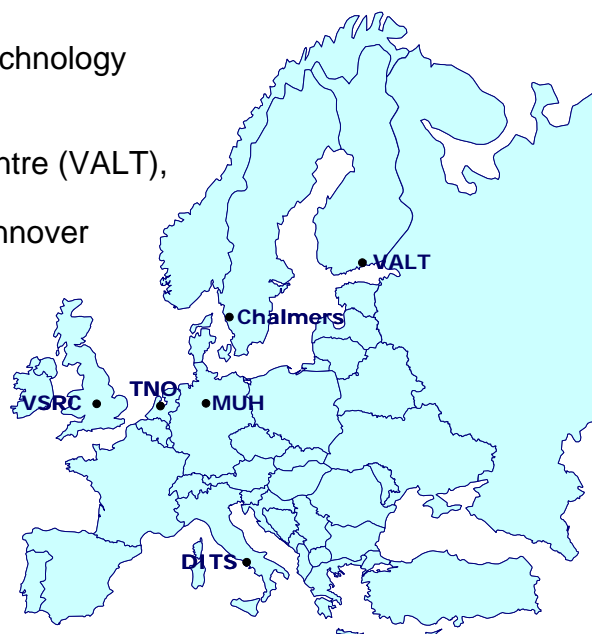 chnology
ntre (VALT),
nnover
VALT
Chalmers
TNO
VSRC
MUH
DITS